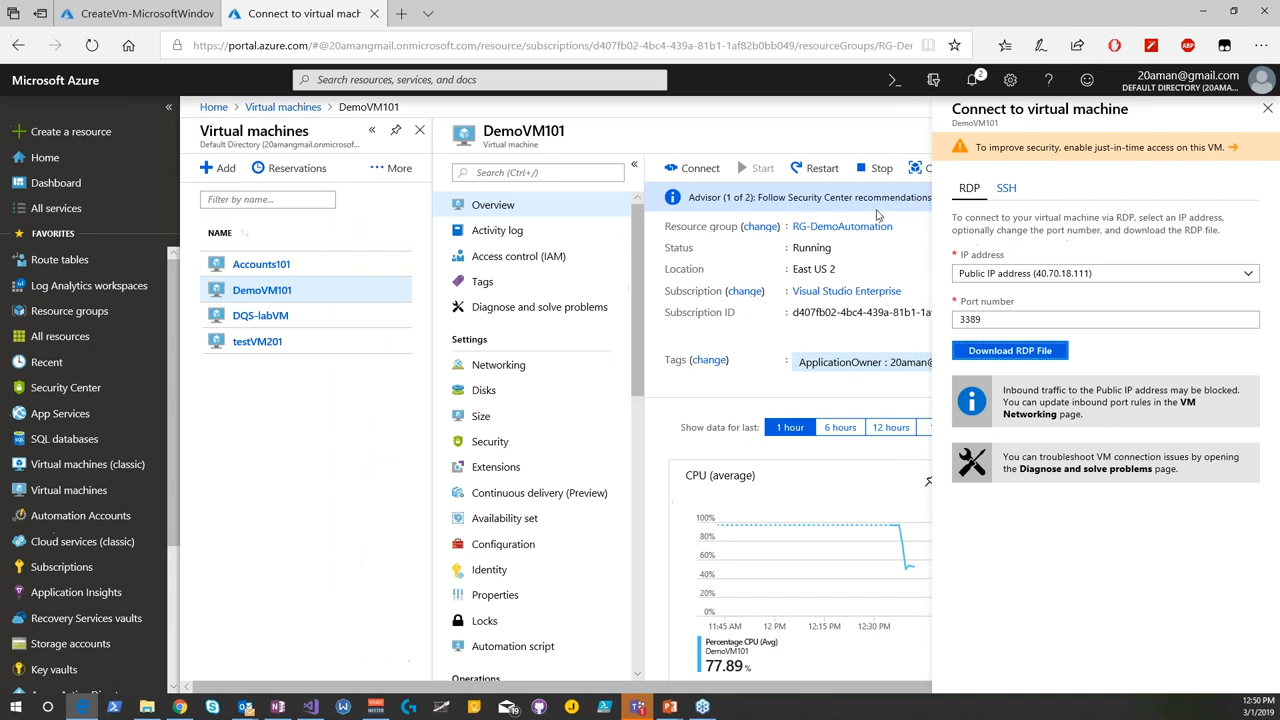 CreateVm-MicrosoftWindow
Connect to virtual mach
https://portal.azure.com/#@20amangmail.onmicrosoft.com/resource/subscriptions/d407fb02-4bc4-439a-81b1-1af82b0bb049/resourceGroups/RG-De
Microsoft Azure
Search resources, services, and docs
2
20aman@gmail.com
DEFAULT DIRECTORY (20AMA...
Create a resource
Home
Dashboard
All services
FAVORITES
Route tables
Log Analytics workspaces
Resource groups
All resources
Recent
Security Center
App Services
SQL databases
Virtual machines (classic)
Virtual machines
Automation Accounts
Cloud services (classic)
Subscriptions
Application Insights
Recovery Services vaults
Storage accounts
Key vaults
Home > Virtual machines > DemoVM101
Virtual machines
Default Directory (20amangmail.onmicrosoft...
Add
Reservations
More
Filter by name...
NAME
Accounts101
DemoVM101
DQS-labVM
testVM201
DemoVM101
Virtual machine
Search (Ctrl+/)
Overview
Activity log
Access control (IAM)
Tags
Diagnose and solve problems
Settings
Networking
Disks
Size
Security
Extensions
Continuous delivery (Preview)
Availability set
Configuration
Identity
Properties
Locks
Automation script
Operations
Connect
Start
Restart
Stop
C
Advisor (1 of 2): Follow Security Center recommendations
Resource group (change) : RG-DemoAutomation
Status : Running
Location : East US 2
Subscription (change) : Visual Studio Enterprise
Subscription ID : d407fb02-4bc4-439a-81b1-1a
Tags (change) : ApplicationOwner : 20aman@
Show data for last: 1 hour 6 hours 12 hours
CPU (average)
100%
80%
60%
40%
20%
0%
11:45 AM 12 PM 12:15 PM 12:30 PM
Percentage CPU (Avg)
DemoVM101
77.89 %
Connect to virtual machine
DemoVM101
To improve security, enable just-in-time access on this VM. →
RDP SSH
To connect to your virtual machine via RDP, select an IP address,
optionally change the port number, and download the RDP file.
* IP address
Public IP address (40.70.18.111)
* Port number
3389
Download RDP File
Inbound traffic to the Public IP address may be blocked.
You can update inbound port rules in the VM
Networking page.
You can troubleshoot VM connection issues by opening
the Diagnose and solve problems page.
12:50 PM
3/1/2019